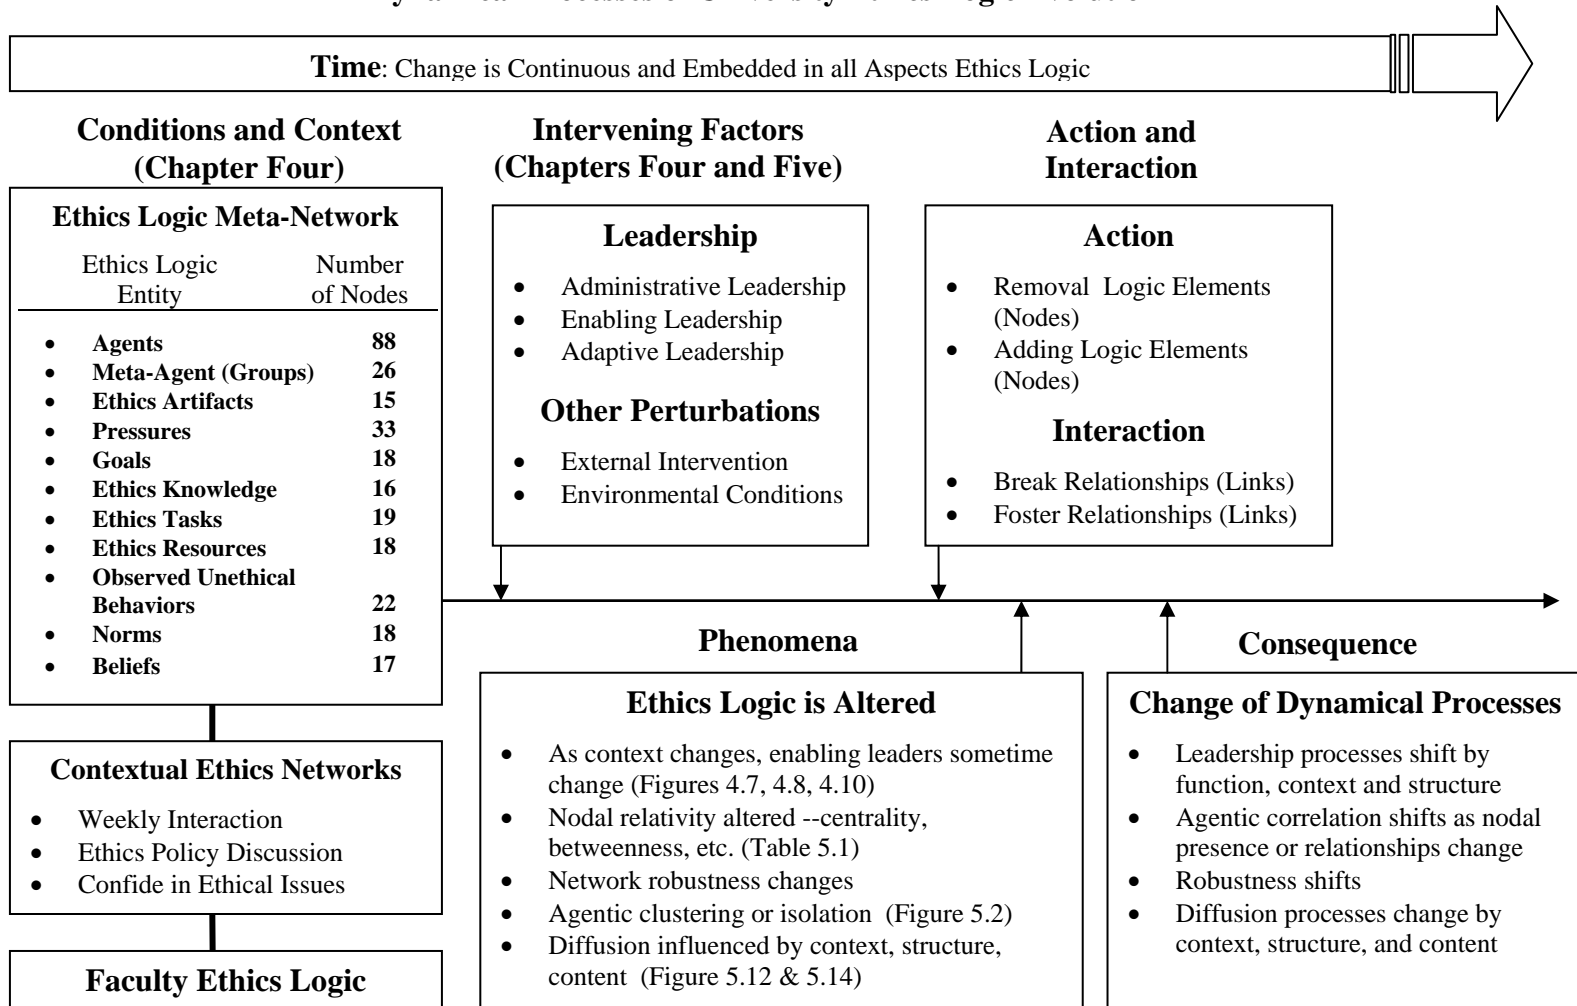 Time: Change is Continuous and Embedded in all Aspects Ethics Logic
Conditions and Context
(Chapter Four)
Ethics Logic Meta-Network
Ethics Logic Number
Entity of Nodes
• Agents 88
• Meta-Agent (Groups) 26
• Ethics Artifacts 15
• Pressures 33
• Goals 18
• Ethics Knowledge 16
• Ethics Tasks 19
• Ethics Resources 18
• Observed Unethical
Behaviors 22
• Norms 18
• Beliefs 17
Contextual Ethics Networks
• Weekly Interaction
• Ethics Policy Discussion
• Confide in Ethical Issues
Faculty Ethics Logic
Intervening Factors
(Chapters Four and Five)
Leadership
• Administrative Leadership
• Enabling Leadership
• Adaptive Leadership
Other Perturbations
• External Intervention
• Environmental Conditions
Action and
Interaction
Action
• Removal Logic Elements
(Nodes)
• Adding Logic Elements
(Nodes)
Interaction
• Break Relationships (Links)
• Foster Relationships (Links)
Phenomena
Ethics Logic is Altered
• As context changes, enabling leaders sometime
change (Figures 4.7, 4.8, 4.10)
• Nodal relativity altered --centrality,
betweenness, etc. (Table 5.1)
• Network robustness changes
• Agentic clustering or isolation (Figure 5.2)
• Diffusion influenced by context, structure,
content (Figure 5.12 & 5.14)
Consequence
Change of Dynamical Processes
• Leadership processes shift by
function, context and structure
• Agentic correlation shifts as nodal
presence or relationships change
• Robustness shifts
• Diffusion processes change by
context, structure, and content